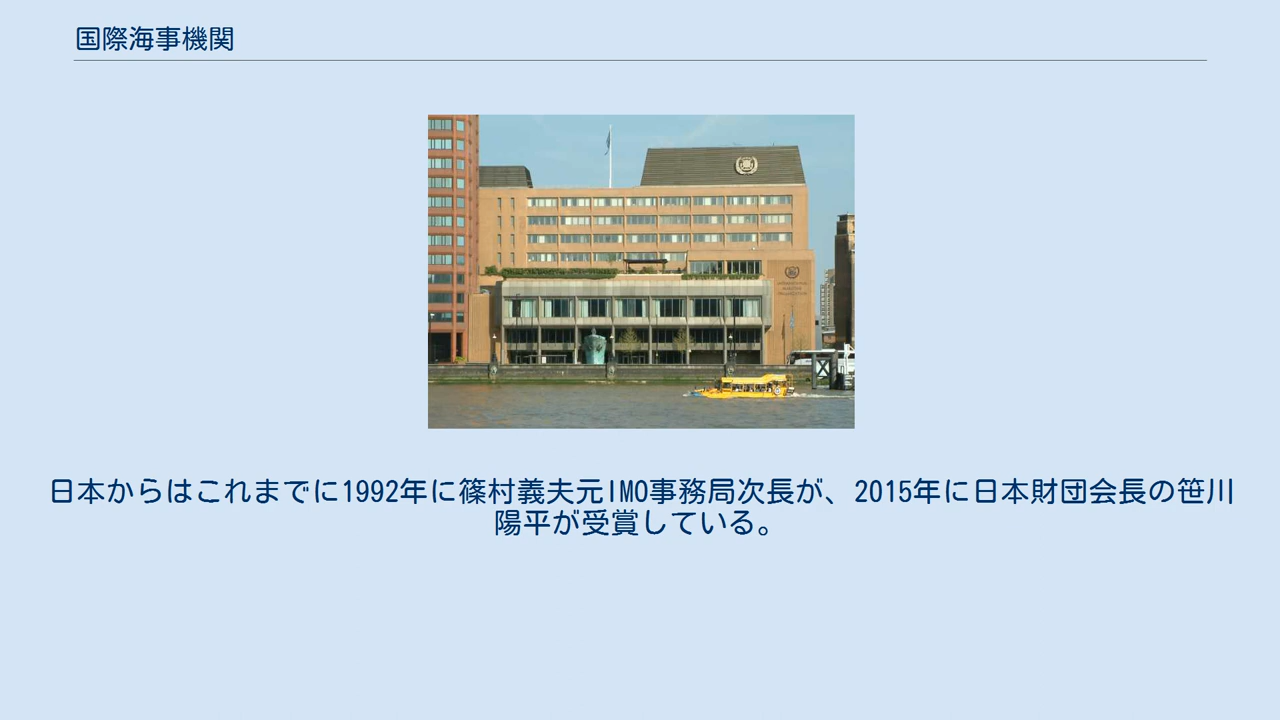 国際海事機関
日本からはこれまでに1992年に篠村義夫元IMO事務局次長が、2015年に日本財団会長の笹川
陽平が受賞している。